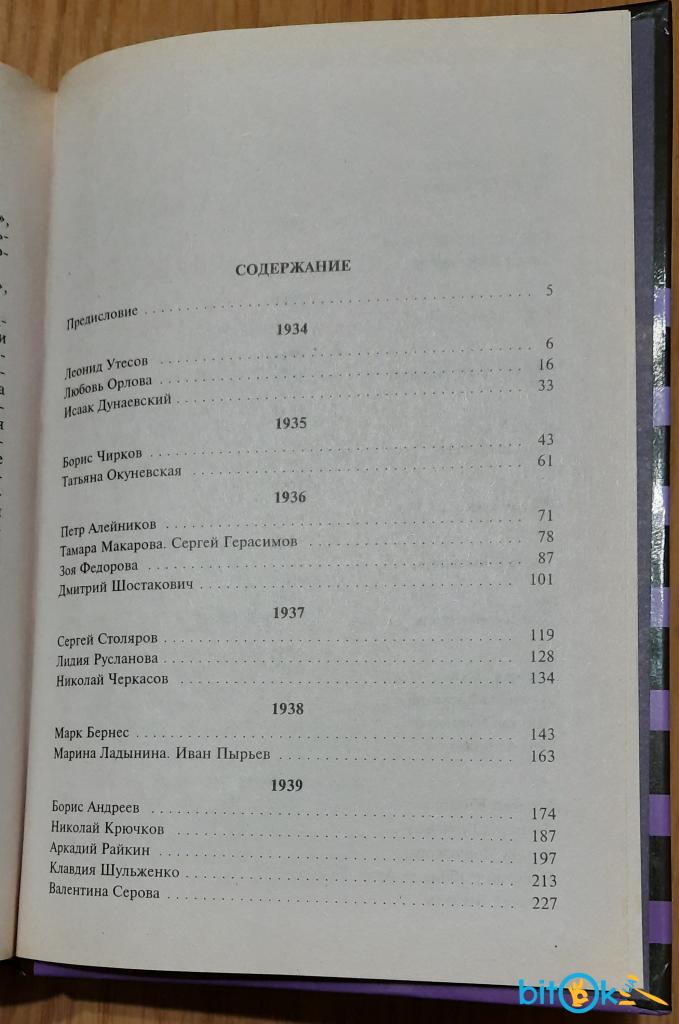 СОДЕРЖАНИЕ
Предисловие . . . . . . . . . . . . . . . . . . . . . . . . . . . . . . 5
1934
Леонид Утесов . . . . . . . . . . . . . . . . . . . . . . . . . . . . . . 6
Любовь Орлова . . . . . . . . . . . . . . . . . . . . . . . . . . . . . . 16
Исаак Дунаевский . . . . . . . . . . . . . . . . . . . . . . . . . . . . . . 33
1935
Борис Чирков . . . . . . . . . . . . . . . . . . . . . . . . . . . . . . 43
Татьяна Окуневская . . . . . . . . . . . . . . . . . . . . . . . . . . . . . . 61
1936
Петр Алейников . . . . . . . . . . . . . . . . . . . . . . . . . . . . . . 71
Тамара Макарова. Сергей Герасимов . . . . . . . . . . . . . . . . . . . . 78
Зоя Федорова . . . . . . . . . . . . . . . . . . . . . . . . . . . . . . 87
Дмитрий Шостакович . . . . . . . . . . . . . . . . . . . . . . . . . . . . . . 101
1937
Сергей Столяров . . . . . . . . . . . . . . . . . . . . . . . . . . . . . . 119
Лидия Русланова . . . . . . . . . . . . . . . . . . . . . . . . . . . . . . 128
Николай Черкасов . . . . . . . . . . . . . . . . . . . . . . . . . . . . . . 134
1938
Марк Бернес . . . . . . . . . . . . . . . . . . . . . . . . . . . . . . 143
Марина Ладынина. Иван Пырьев . . . . . . . . . . . . . . . . . . . . . . 163
1939
Борис Андреев . . . . . . . . . . . . . . . . . . . . . . . . . . . . . . 174
Николай Крючков . . . . . . . . . . . . . . . . . . . . . . . . . . . . . . 187
Аркадий Райкин . . . . . . . . . . . . . . . . . . . . . . . . . . . . . . 197
Клавдия Шульженко . . . . . . . . . . . . . . . . . . . . . . . . . . . . . . 213
Валентина Серова . . . . . . . . . . . . . . . . . . . . . . . . . . . . . . 227